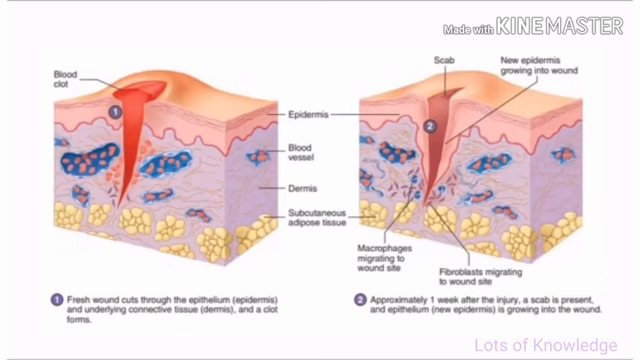 Made with KINEMASTER
Blood
clot
1
Epidermis
Blood
vessel
Dermis
Subcutaneous
adipose tissue
Scab
New epidermis
growing into wound
2
Macrophages
migrating to
wound site
Fibroblasts migrating
to wound site
1 Fresh wound cuts through the epithelium (epidermis)
and underlying connective tissue (dermis), and a clot
forms.
2 Approximately 1 week after the injury, a scab is present,
and epithelium (new epidermis) is growing into the wound.
Lots of Knowledge